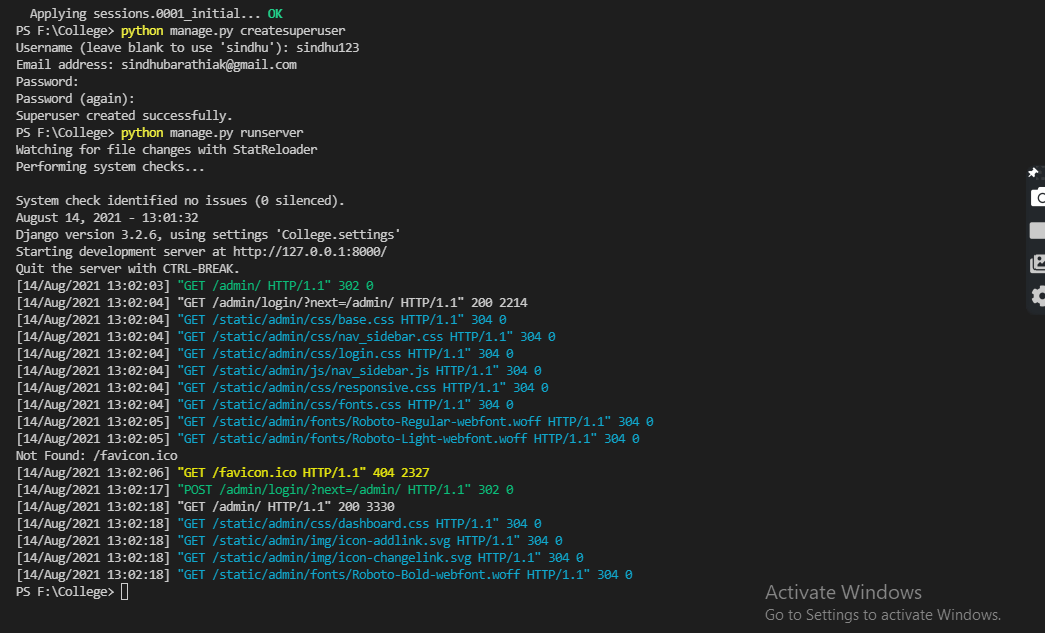 Applying sessions.0001_initial... OK
PS F:\College> python manage.py createsuperuser
Username (leave blank to use 'sindhu'): sindhu123
Email address: sindhubarathiak@gmail.com
Password:
Password (again):
Superuser created successfully.
PS F:\College> python manage.py runserver
Watching for file changes with StatReloader
Performing system checks...
System check identified no issues (0 silenced).
August 14, 2021 - 13:01:32
Django version 3.2.6, using settings 'College.settings'
Starting development server at http://127.0.0.1:8000/
Quit the server with CTRL-BREAK.
[14/Aug/2021 13:02:03] "GET /admin/ HTTP/1.1" 302 0
[14/Aug/2021 13:02:04] "GET /admin/login/?next=/admin/ HTTP/1.1" 200 2214
[14/Aug/2021 13:02:04] "GET /static/admin/css/base.css HTTP/1.1" 304 0
[14/Aug/2021 13:02:04] "GET /static/admin/css/nav_sidebar.css HTTP/1.1" 304 0
[14/Aug/2021 13:02:04] "GET /static/admin/css/login.css HTTP/1.1" 304 0
[14/Aug/2021 13:02:04] "GET /static/admin/js/nav_sidebar.js HTTP/1.1" 304 0
[14/Aug/2021 13:02:04] "GET /static/admin/css/responsive.css HTTP/1.1" 304 0
[14/Aug/2021 13:02:04] "GET /static/admin/css/fonts.css HTTP/1.1" 304 0
[14/Aug/2021 13:02:05] "GET /static/admin/fonts/Roboto-Regular-webfont.woff HTTP/1.1" 304 0
[14/Aug/2021 13:02:05] "GET /static/admin/fonts/Roboto-Light-webfont.woff HTTP/1.1" 304 0
Not Found: /favicon.ico
[14/Aug/2021 13:02:06] "GET /favicon.ico HTTP/1.1" 404 2327
[14/Aug/2021 13:02:17] "POST /admin/login/?next=/admin/ HTTP/1.1" 302 0
[14/Aug/2021 13:02:18] "GET /admin/ HTTP/1.1" 200 3330
[14/Aug/2021 13:02:18] "GET /static/admin/css/dashboard.css HTTP/1.1" 304 0
[14/Aug/2021 13:02:18] "GET /static/admin/img/icon-addlink.svg HTTP/1.1" 304 0
[14/Aug/2021 13:02:18] "GET /static/admin/img/icon-changelink.svg HTTP/1.1" 304 0
[14/Aug/2021 13:02:18] "GET /static/admin/fonts/Roboto-Bold-webfont.woff HTTP/1.1" 304 0
PS F:\College>
Activate Windows
Go to Settings to activate Windows.